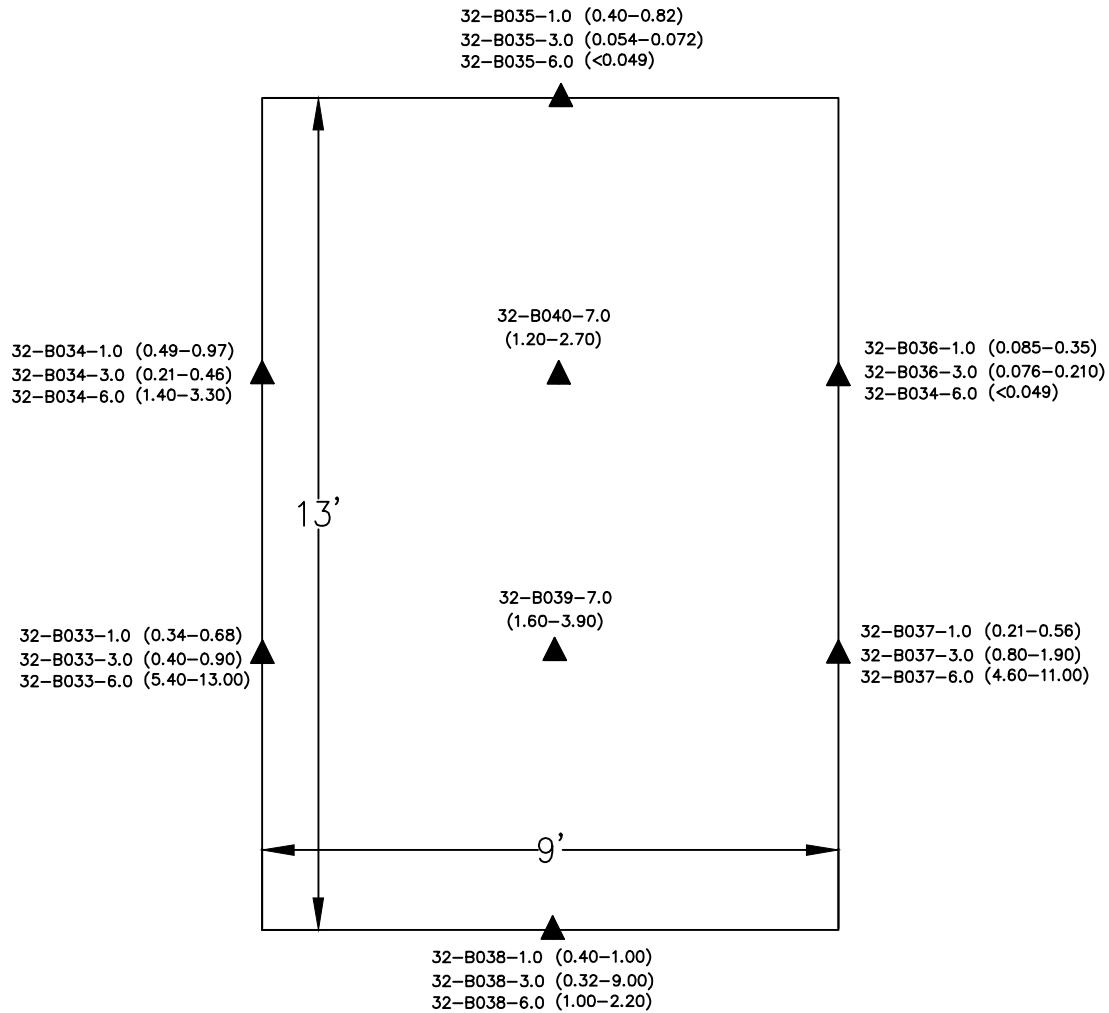 32-B035-1.0 (0.40-0.82)
32-B035-3.0 (0.054-0.072)
32-B035-6.0 (<0.049)
32-B040-7.0
(1.20-2.70)
32-B034-1.0 (0.49-0.97)
32-B034-3.0 (0.21-0.46)
32-B034-6.0 (1.40-3.30)
32-B036-1.0 (0.085-0.35)
32-B036-3.0 (0.076-0.210)
32-B034-6.0 (<0.049)
13'
32-B039-7.0
(1.60-3.90)
32-B033-1.0 (0.34-0.68)
32-B033-3.0 (0.40-0.90)
32-B033-6.0 (5.40-13.00)
32-B037-1.0 (0.21-0.56)
32-B037-3.0 (0.80-1.90)
32-B037-6.0 (4.60-11.00)
9'
32-B038-1.0 (0.40-1.00)
32-B038-3.0 (0.32-9.00)
32-B038-6.0 (1.00-2.20)